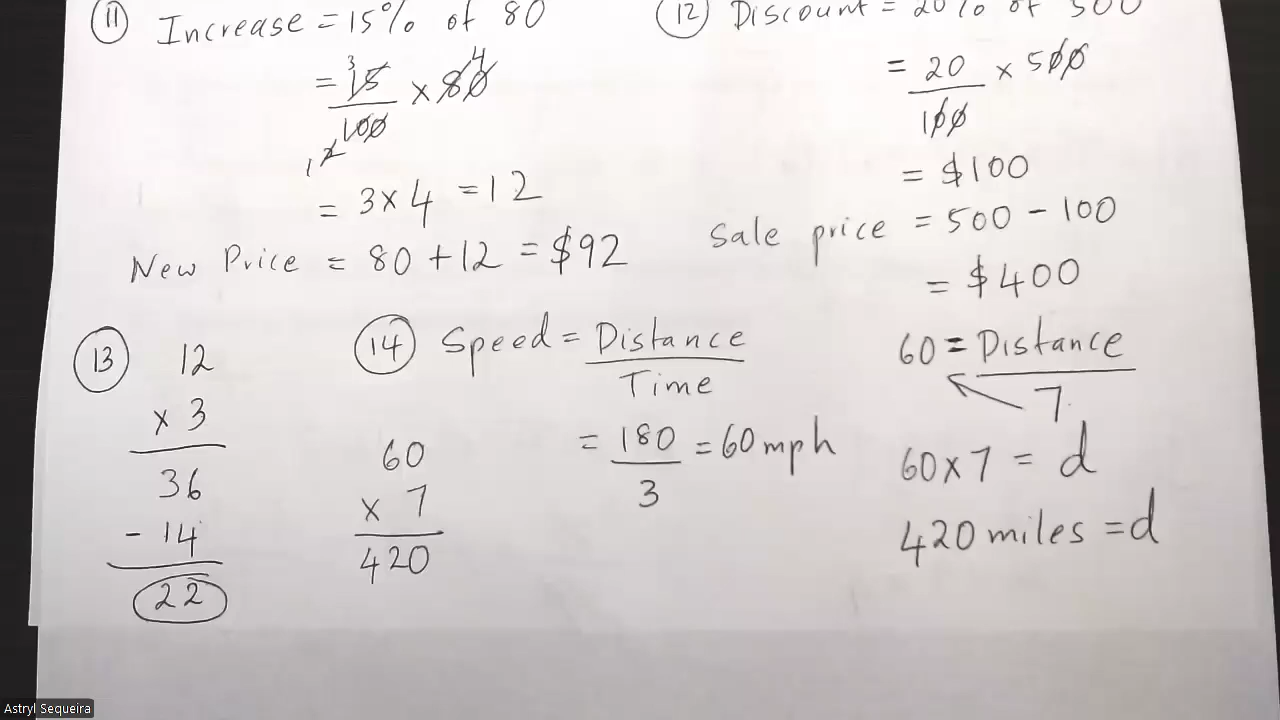 (11) Increase = 15% of 80
= 15/100 × 80
3 4
1 2
= 3 × 4 = 12
New Price = 80 + 12 = $92
(12) Discount = 20% of 500
= 20/100 × 500
= $100
Sale price = 500 - 100
= $400
(13) 12
× 3
36
- 14
22
(14) Speed = Distance/Time
= 180/3 = 60 mph
60
× 7
420
60 = Distance/7
60 × 7 = d
420 miles = d
Astryl Sequeira